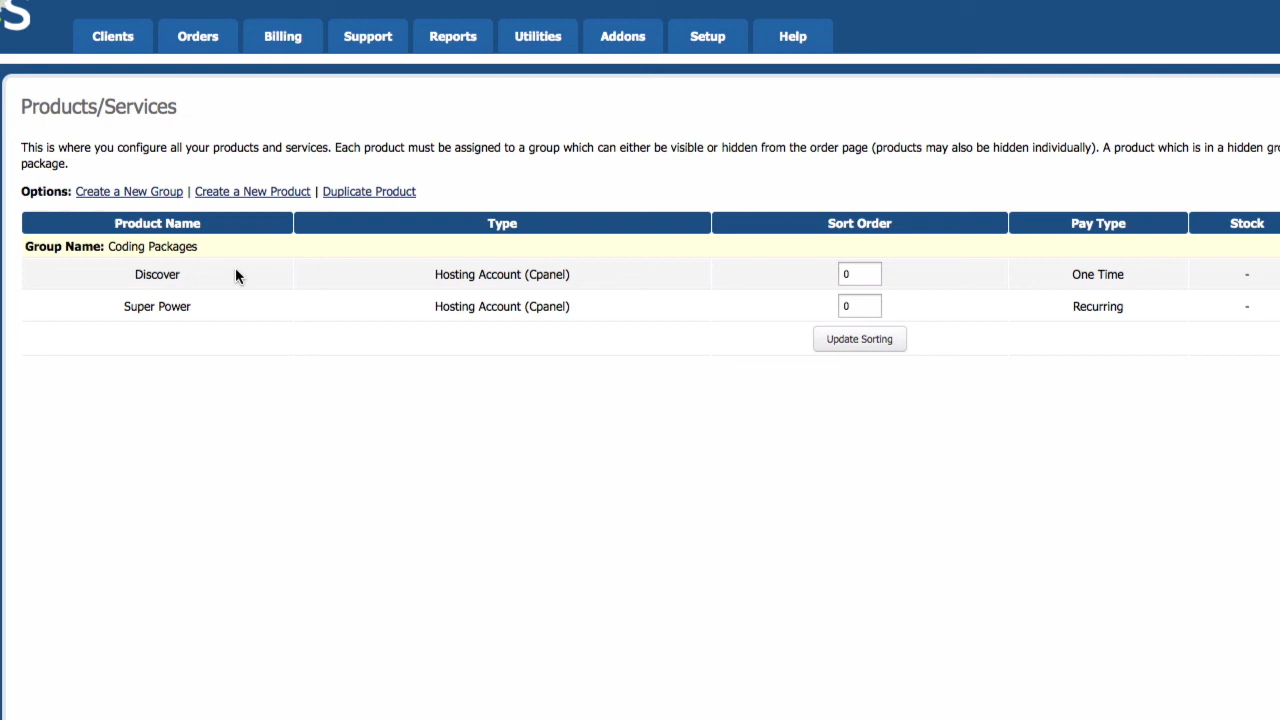 S
Clients Orders Billing Support Reports Utilities Addons Setup Help
Products/Services
This is where you configure all your products and services. Each product must be assigned to a group which can either be visible or hidden from the order page (products may also be hidden individually). A product which is in a hidden gro
package.
Options: Create a New Group | Create a New Product | Duplicate Product
Product Name Type Sort Order Pay Type Stock
Group Name: Coding Packages
Discover Hosting Account (Cpanel) 0 One Time -
Super Power Hosting Account (Cpanel) 0 Recurring -
Update Sorting